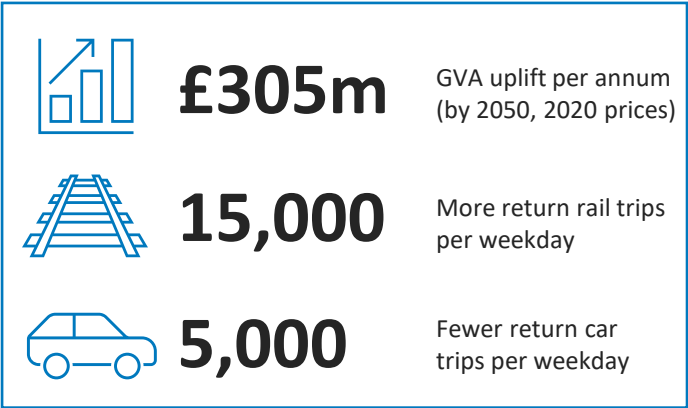 £305m
GVA uplift per annum
(by 2050, 2020 prices)
15,000
More return rail trips
per weekday
5,000
Fewer return car
trips per weekday